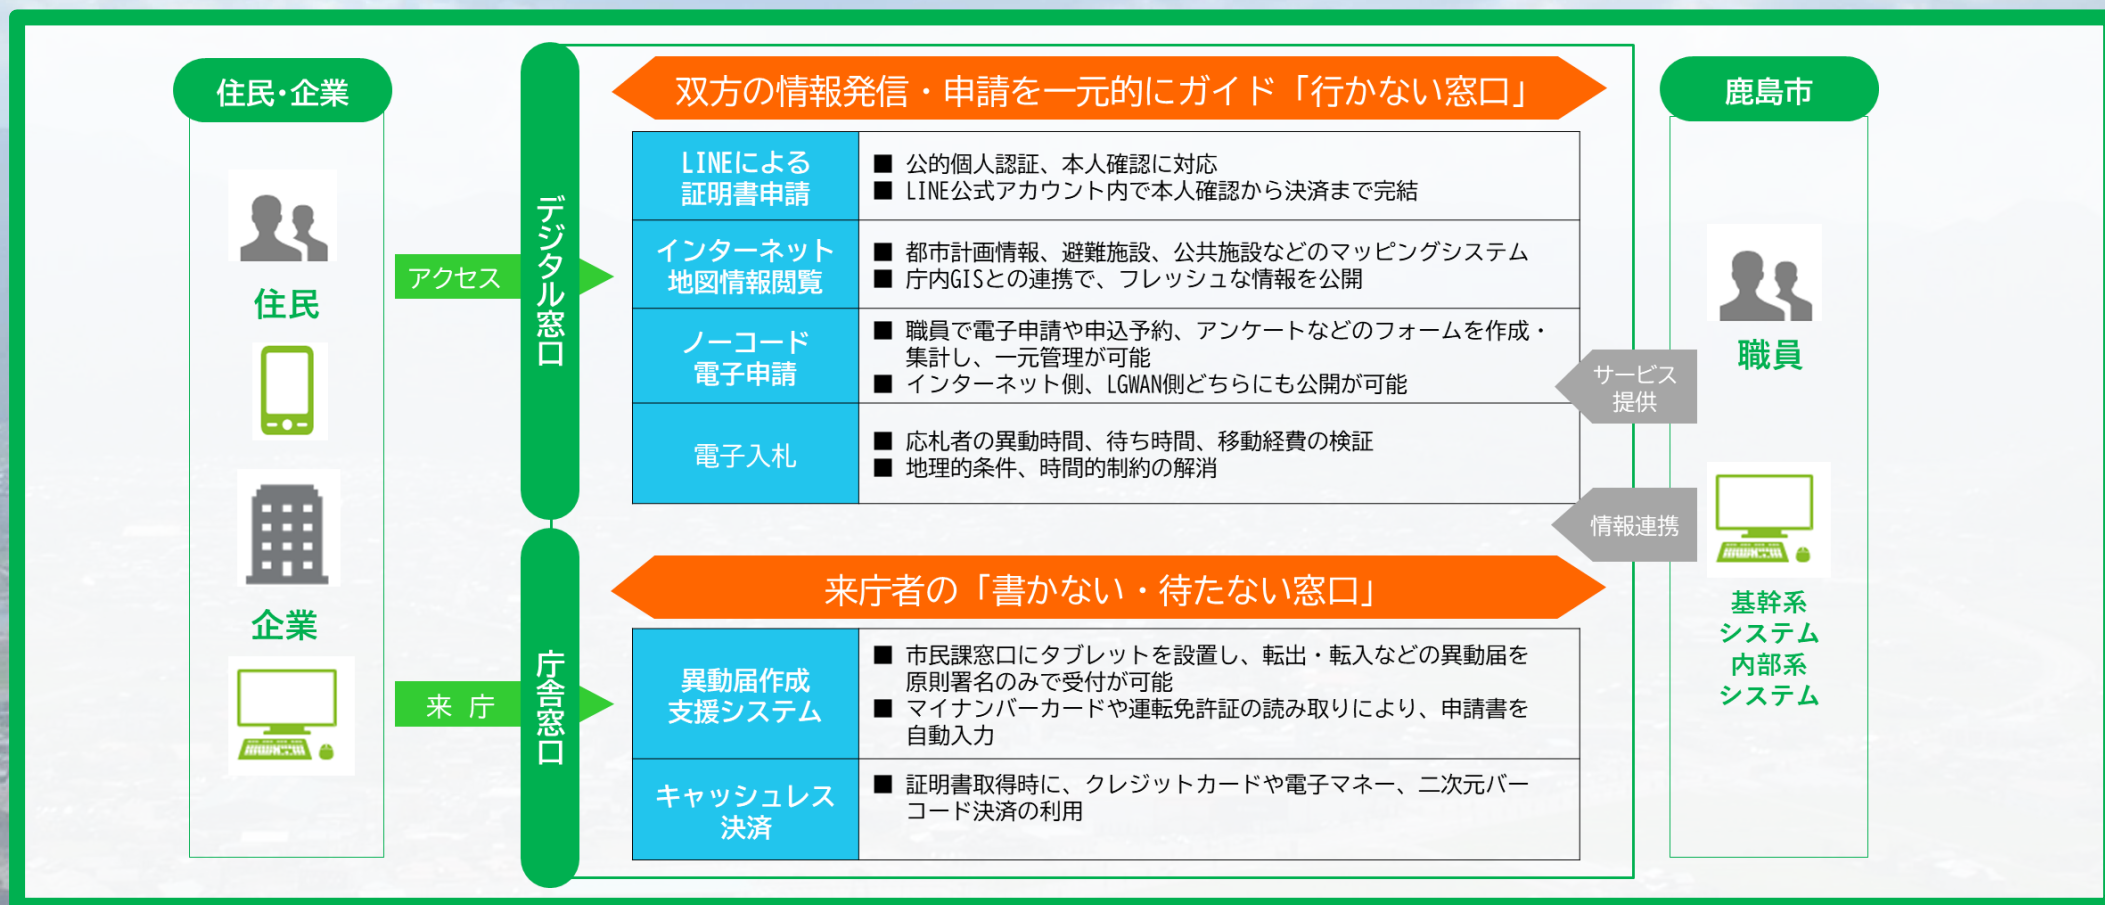 住民・企業
住民
企業
アクセス
来 庁
デジタル窓口
庁舎窓口
双方の情報発信・申請を一元的にガイド「行かない窓口」
LINEによる
証明書申請
■ 公的個人認証、本人確認に対応
■ LINE公式アカウント内で本人確認から決済まで完結
インターネット
地図情報閲覧
■ 都市計画情報、避難施設、公共施設などのマッピングシステム
■ 庁内GISとの連携で、フレッシュな情報を公開
ノーコード
電子申請
■ 職員で電子申請や申込予約、アンケートなどのフォームを作成・
集計し、一元管理が可能
■ インターネット側、LGWAN側どちらにも公開が可能
電子入札
■ 応札者の異動時間、待ち時間、移動経費の検証
■ 地理的条件、時間的制約の解消
来庁者の「書かない・待たない窓口」
異動届作成
支援システム
■ 市民課窓口にタブレットを設置し、転出・転入などの異動届を
原則署名のみで受付が可能
■ マイナンバーカードや運転免許証の読み取りにより、申請書を
自動入力
キャッシュレス
決済
■ 証明書取得時に、クレジットカードや電子マネー、二次元バー
コード決済の利用
サービス
提供
情報連携
鹿島市
職員
基幹系
システム
内部系
システム